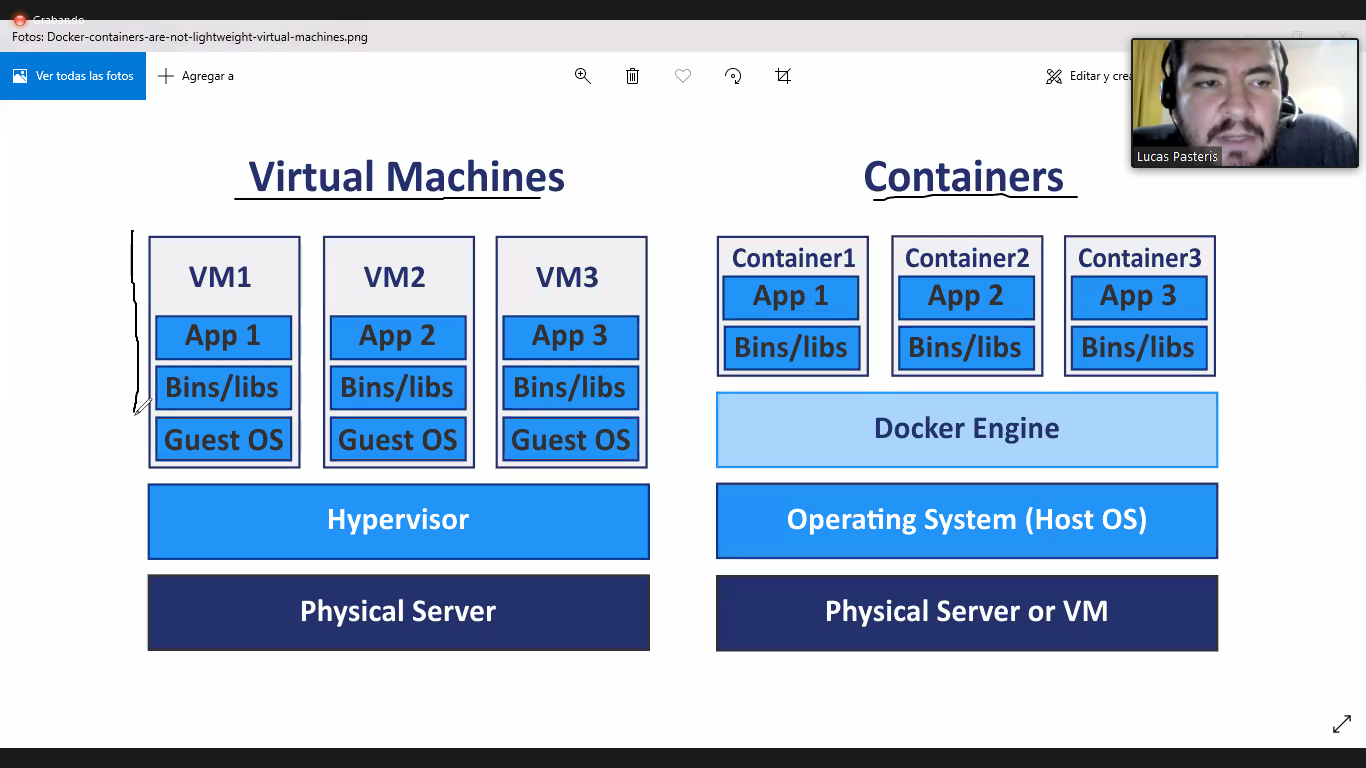 Grabando
Fotos: Docker-containers-are-not-lightweight-virtual-machines.png
Ver todas las fotos
Agregar a
Editar y crea
Lucas Pasteris
Virtual Machines
VM1
App 1
Bins/libs
Guest OS
VM2
App 2
Bins/libs
Guest OS
VM3
App 3
Bins/libs
Guest OS
Hypervisor
Physical Server
Containers
Container1
App 1
Bins/libs
Container2
App 2
Bins/libs
Container3
App 3
Bins/libs
Docker Engine
Operating System (Host OS)
Physical Server or VM